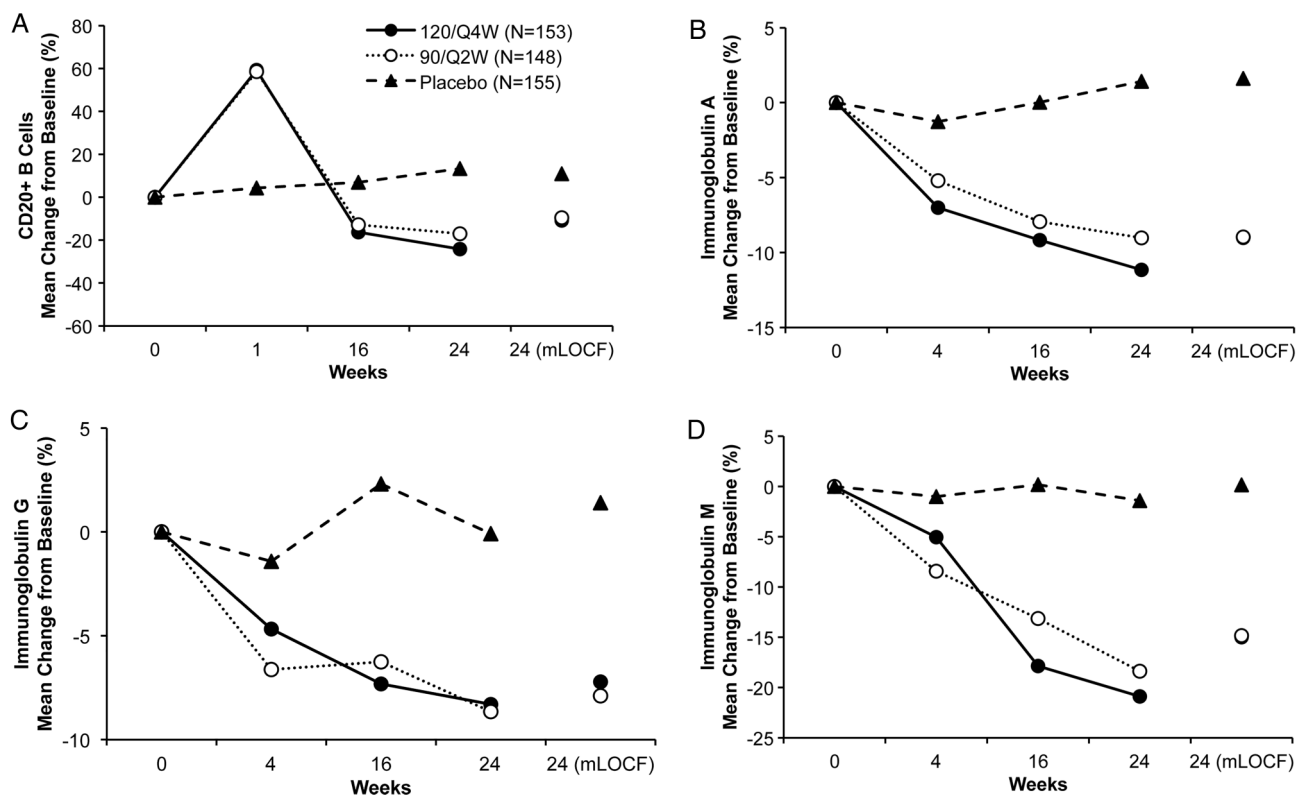 A
CD20+ B Cells
Mean Change from Baseline (%)
80
60
40
20
0
-20
-40
-60
120/Q4W (N=153)
90/Q2W (N=148)
Placebo (N=155)
0 1 16 24 24 (mLOCF)
Weeks
B
Immunoglobulin A
Mean Change from Baseline (%)
5
0
-5
-10
-15
0 4 16 24 24 (mLOCF)
Weeks
C
Immunoglobulin G
Mean Change from Baseline (%)
5
0
-5
-10
0 4 16 24 24 (mLOCF)
Weeks
D
Immunoglobulin M
Mean Change from Baseline (%)
5
0
-5
-10
-15
-20
-25
0 4 16 24 24 (mLOCF)
Weeks